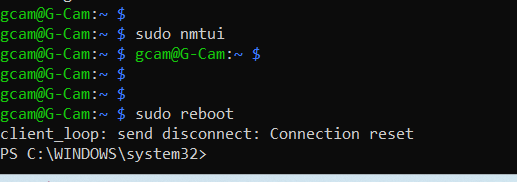 gcam@G-Cam:~ $
gcam@G-Cam:~ $ sudo nmtui
gcam@G-Cam:~ $ gcam@G-Cam:~ $
gcam@G-Cam:~ $
gcam@G-Cam:~ $
gcam@G-Cam:~ $ sudo reboot
client_loop: send disconnect: Connection reset
PS C:\WINDOWS\system32>